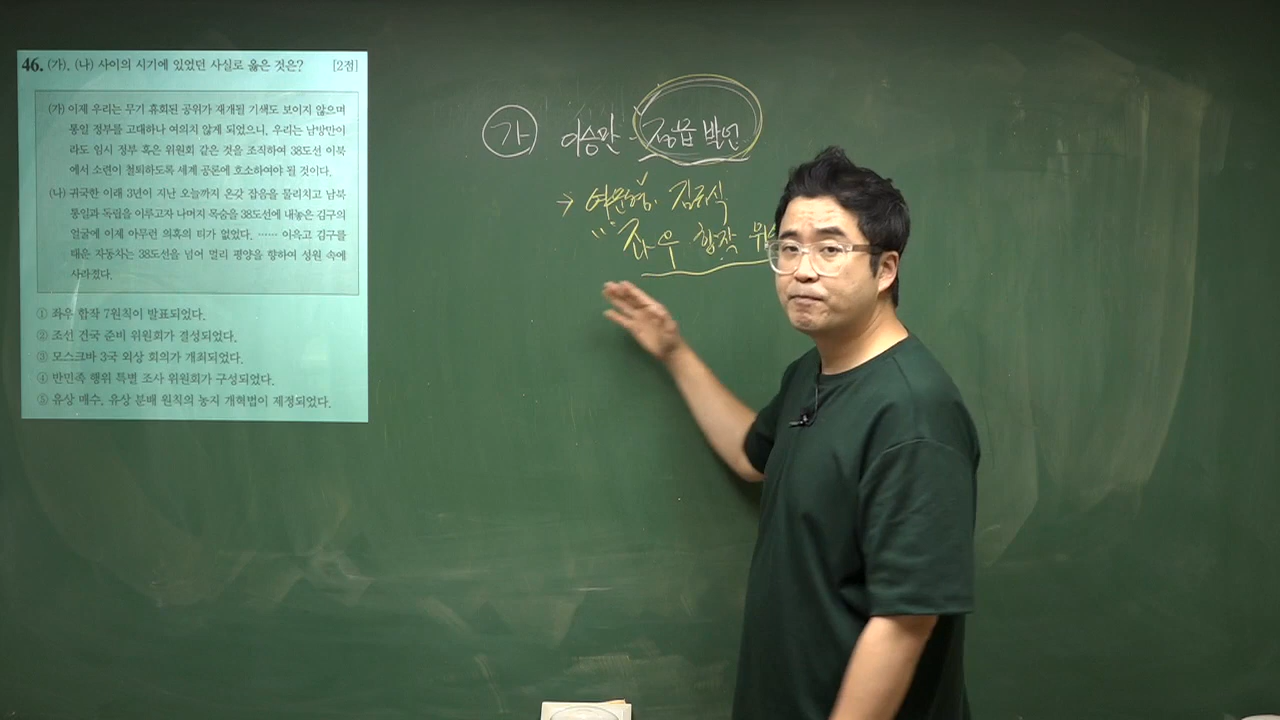 46. (가), (나) 사이의 시기에 있었던 사실로 옳은 것은? [2점]
(가) 이제 우리는 무기 휴회된 공위가 재개될 기색도 보이지 않으며
통일 정부를 고대하나 여의치 않게 되었으니, 우리는 남방만이
라도 임시 정부 혹은 위원회 같은 것을 조직하여 38도선 이북
에서 소련이 철퇴하도록 세계 공론에 호소하여야 될 것이다.
(나) 귀국한 이래 3년이 지난 오늘까지 온갖 잡음을 물리치고 남북
통일과 독립을 이루고자 나머지 목숨을 38도선에 내놓은 김구의
얼굴에 이제 아무런 의혹의 티가 없었다. …… 이윽고 김구를
태운 자동차는 38도선을 넘어 멀리 평양을 향하여 성원 속에
사라졌다.
① 좌우 합작 7원칙이 발표되었다.
② 조선 건국 준비 위원회가 결성되었다.
③ 모스크바 3국 외상 회의가 개최되었다.
④ 반민족 행위 특별 조사 위원회가 구성되었다.
⑤ 유상 매수, 유상 분배 원칙의 농지 개혁법이 제정되었다.
가 이승만 - 정읍 발언
→ 여운형, 김규식
"좌우 합작 위